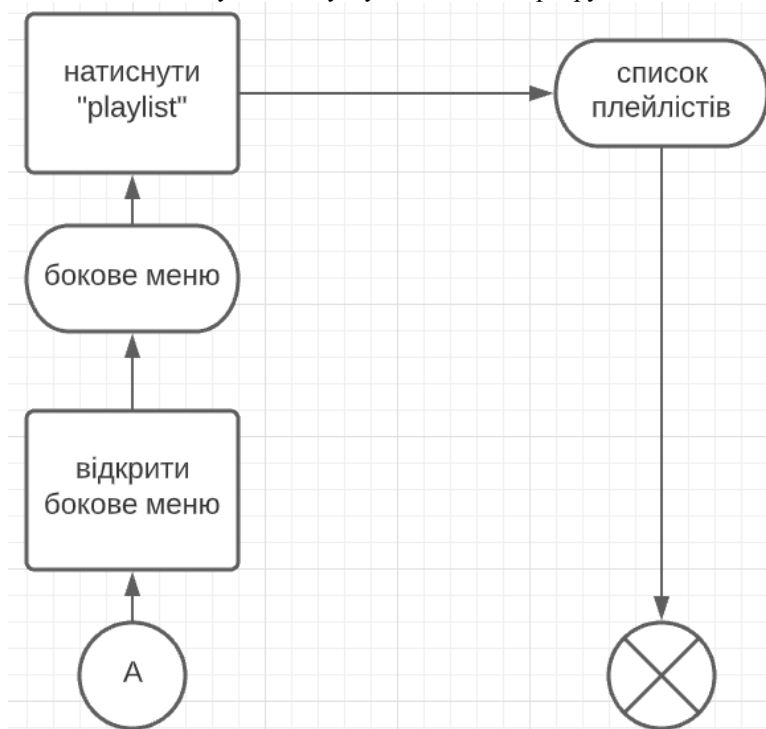 натиснути
"playlist"
список
плейлістів
бокове меню
відкрити
бокове меню
A